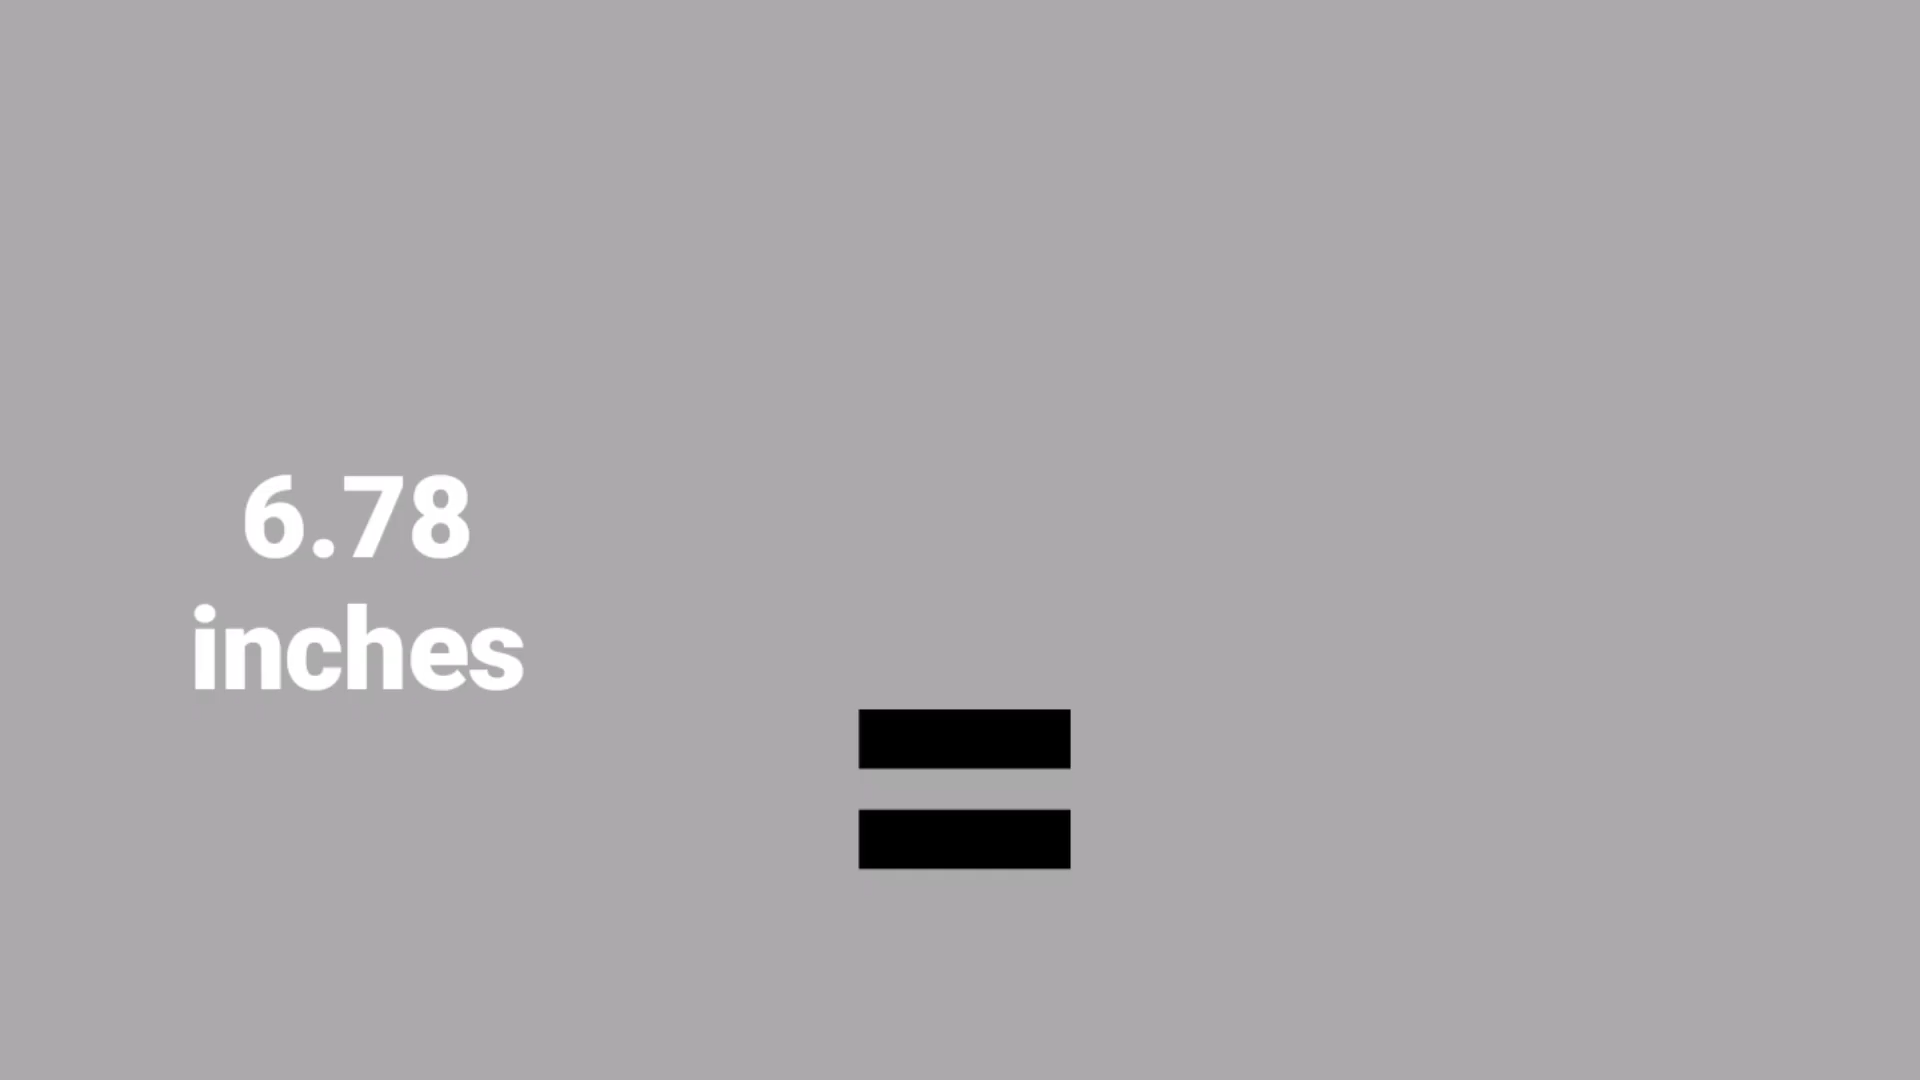 6.78
inches
=